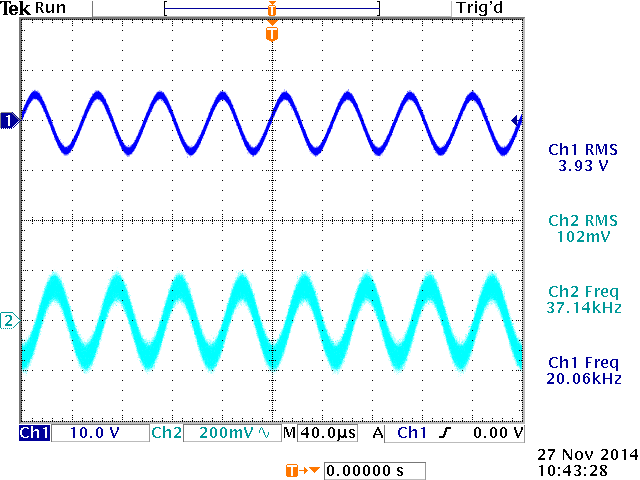 Tek Run Trig'd
T
T
1
Ch1 RMS
3.93 V
Ch2 RMS
102mV
Ch2 Freq
37.14kHz
2
Ch1 Freq
20.06kHz
Ch1 10.0 V Ch2 200mV∿ M 40.0µs A Ch1 ƒ 0.00 V
27 Nov 2014
10:43:28
T 0.00000 s